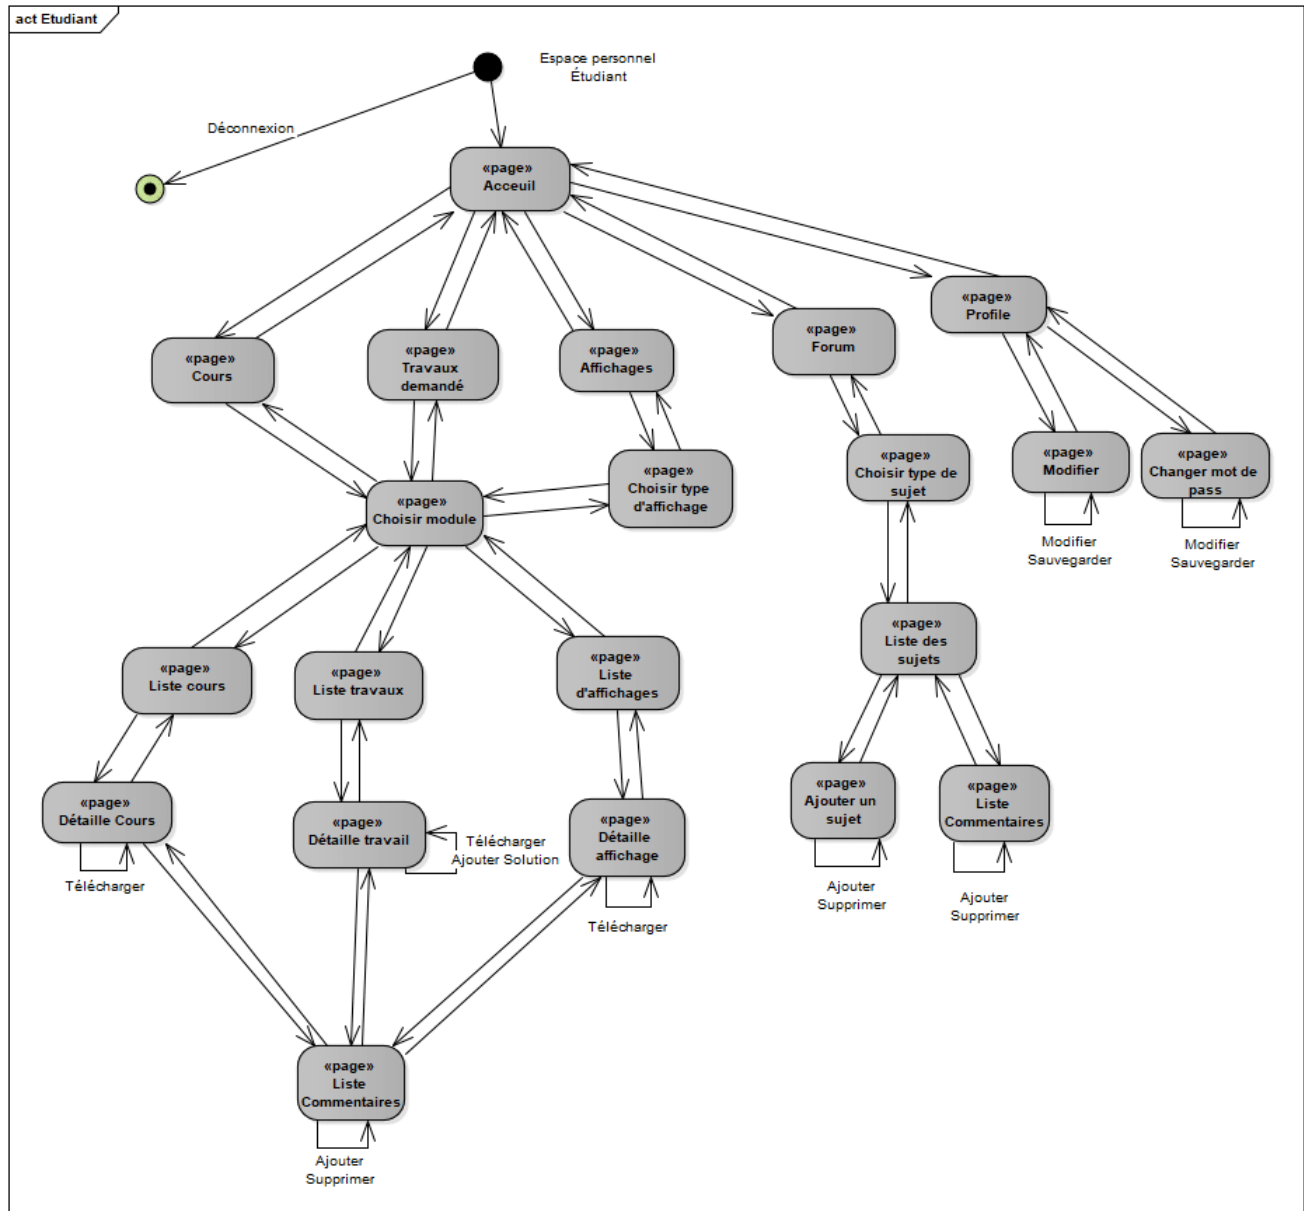 act Etudiant
Espace personnel
Étudiant
Déconnexion
«page»
Acceuil
«page»
Profile
«page»
Forum
«page»
Cours
«page»
Travaux
demandé
«page»
Affichages
«page»
Choisir type de
sujet
«page»
Modifier
«page»
Changer mot de
pass
«page»
Choisir type
d'affichage
«page»
Choisir module
Modifier
Sauvegarder
Modifier
Sauvegarder
«page»
Liste des
sujets
«page»
Liste cours
«page»
Liste travaux
«page»
Liste
d'affichages
«page»
Ajouter un
sujet
«page»
Liste
Commentaires
«page»
Détaille Cours
«page»
Détaille travail
Télécharger
Ajouter Solution
«page»
Détaille
affichage
Télécharger
Ajouter
Supprimer
Ajouter
Supprimer
Télécharger
«page»
Liste
Commentaires
Ajouter
Supprimer